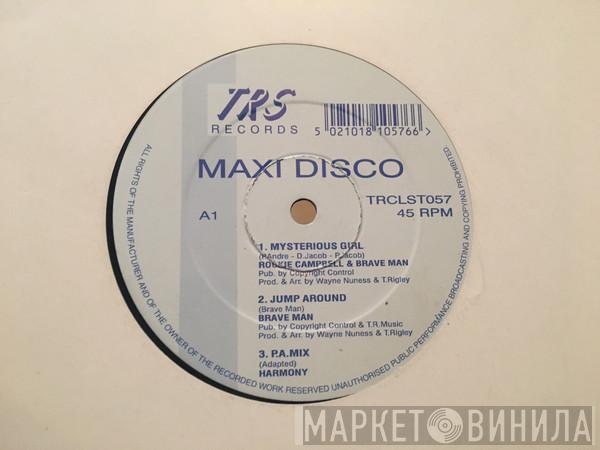 TRS
RECORDS
5 021018 105766 >
MAXI DISCO
A1
TRCLST057
45 RPM
1. MYSTERIOUS GIRL
(P.Andre - O.Jacob - P.Jacob)
ROOKIE CAMPBELL & BRAVE MAN
Pub. by Copyright Control
Prod. & Arr. by Wayne Nuness & T.Rigley
2. JUMP AROUND
(Brave Man)
BRAVE MAN
Pub. by Copyright Control & T.R.Music
Prod. & Arr. by Wayne Nuness & T.Rigley
3. P.A.MIX
(Adapted)
HARMONY
ALL RIGHTS OF THE MANUFACTURER AND OF THE OWNER OF THE RECORDED WORK RESERVED UNAUTHORISED PUBLIC PERFORMANCE BROADCASTING AND COPYING PROHIBITED.
МАРКЕТ ВИНИЛА